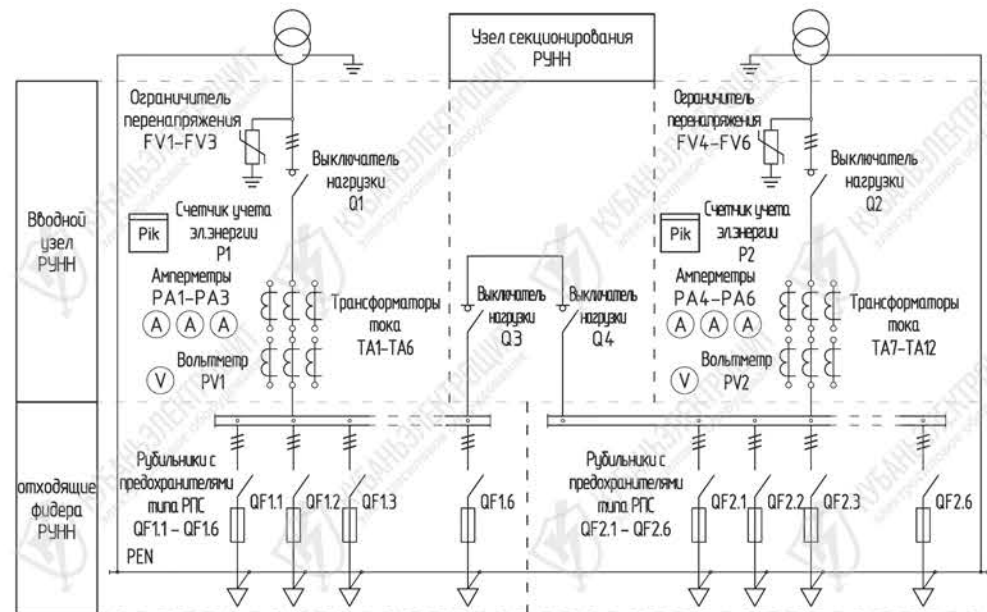 Узел секционирования
РУНН
Вводной
узел
РУНН
Ограничитель
перенапряжения
FV1-FV3
Выключатель
нагрузки
Q1
Pik
Счетчик учета
эл.энергии
P1
Амперметры
PA1-PA3
A A A
Трансформаторы
тока
TA1-TA6
Вольтметр
PV1
V
Выключатель
нагрузки
Q3
Выключатель
нагрузки
Q4
Ограничитель
перенапряжения
FV4-FV6
Выключатель
нагрузки
Q2
Pik
Счетчик учета
эл.энергии
P2
Амперметры
PA4-PA6
A A A
Трансформаторы
тока
TA7-TA12
Вольтметр
PV2
V
отходящие
фидера
РУНН
Рубильники с
предохранителями
типа РПС
QF1.1 - QF1.6
QF1.1 QF1.2 QF1.3 QF1.6
PEN
Рубильники с
предохранителями
типа РПС
QF2.1 - QF2.6
QF2.1 QF2.2 QF2.3 QF2.6
КУБАНЬЭЛЕКТРОЩИТ
электрощитовое оборудование